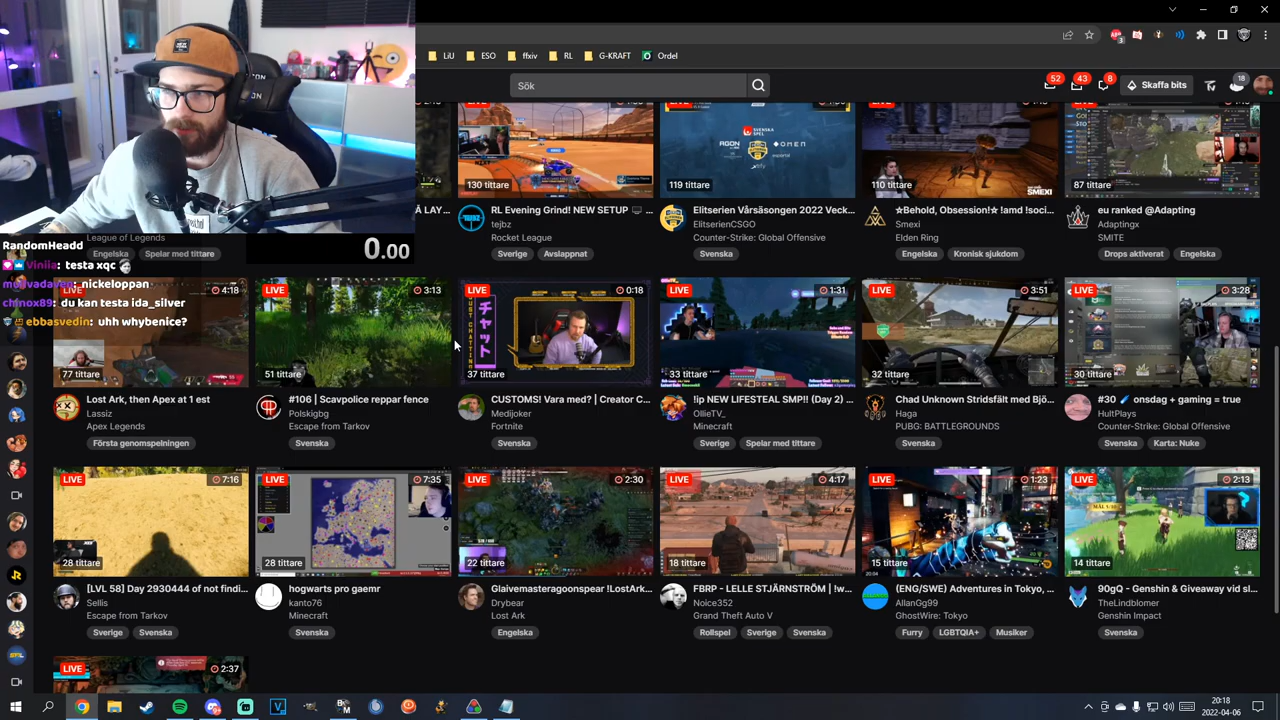 LiU
ESO
ffxiv
RL
G-KRAFT
Ordel
Sök
52
43
8
Skaffa bits
18
130 tittare
119 tittare
110 tittare
87 tittare
RL Evening Grind! NEW SETUP
tejbz
Rocket League
Sverige
Avslappnat
Elitserien Vårsäsongen 2022 Veck...
ElitserienCSGO
Counter-Strike: Global Offensive
Svenska
☆Behold, Obsession!☆ !amd !soci...
Smexi
Elden Ring
Engelska
Kronisk sjukdom
eu ranked @Adapting
Adaptingx
SMITE
Drops aktiverat
Engelska
0.00
RandomHeadd
League of Legends
Engelska
Spelar med tittare
Viniia: testa xqc
nickeloppan
du kan testa ida_silver
ebbasvedin: uhh whybenice?
4:18
LIVE
3:13
LIVE
0:18
LIVE
1:31
LIVE
3:51
LIVE
3:28
77 tittare
51 tittare
37 tittare
33 tittare
32 tittare
30 tittare
Lost Ark, then Apex at 1 est
Lassiz
Apex Legends
Första genomspelningen
#106 | Scavpolice reppar fence
Polskigbg
Escape from Tarkov
Svenska
CUSTOMS! Vara med? | Creator C...
Medijoker
Fortnite
Svenska
!ip NEW LIFESTEAL SMP!! (Day 2) ...
OllieTV_
Minecraft
Sverige
Spelar med tittare
Chad Unknown Stridsfält med Bjö...
Haga
PUBG: BATTLEGROUNDS
Svenska
#30 onsdag + gaming = true
HultPlays
Counter-Strike: Global Offensive
Svenska
Karta: Nuke
LIVE
7:16
LIVE
7:35
LIVE
2:30
LIVE
4:17
LIVE
1:23
LIVE
2:13
28 tittare
28 tittare
22 tittare
18 tittare
15 tittare
14 tittare
[LVL 58] Day 2930444 of not findi...
Sellis
Escape from Tarkov
Sverige
Svenska
hogwarts pro gaemr
kanto76
Minecraft
Svenska
Glaivemasteragoonspear !LostArk...
Drybear
Lost Ark
Engelska
FBRP - LELLE STJÄRNSTRÖM | !w...
Noice352
Grand Theft Auto V
Rollspel
Sverige
Svenska
(ENG/SWE) Adventures in Tokyo, ...
AllanGg99
GhostWire: Tokyo
Furry
LGBTQIA+
Musiker
90gQ - Genshin & Giveaway vid sl...
TheLindblomer
Genshin Impact
Svenska
LIVE
2:37
20:18
2022-04-06